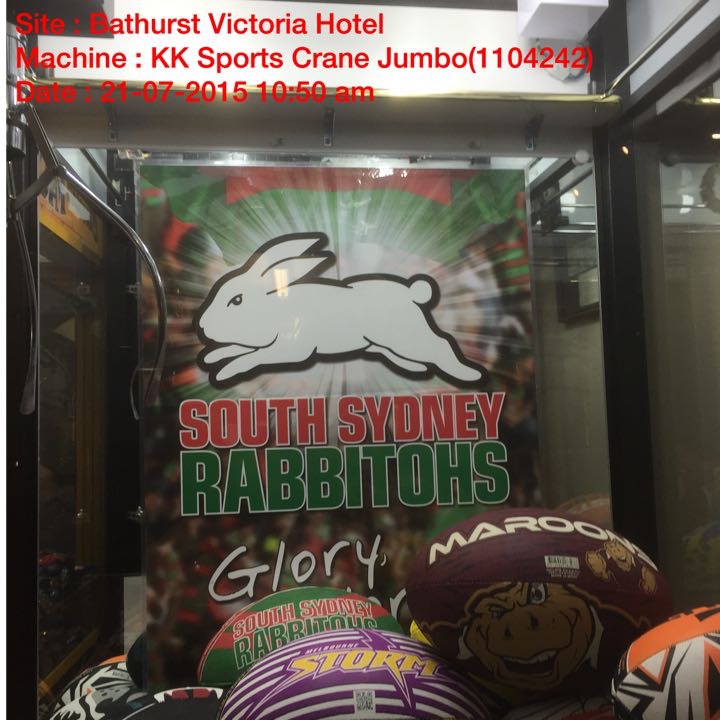 Site : Bathurst Victoria Hotel
Machine : KK Sports Crane Jumbo(1104242)
Date : 21-07-2015 10:50 am
SOUTH SYDNEY
RABBITOHS
Glory,
MAROONS
SOUTH SYDNEY
RABBITOHS
MELBOURNE
STORM